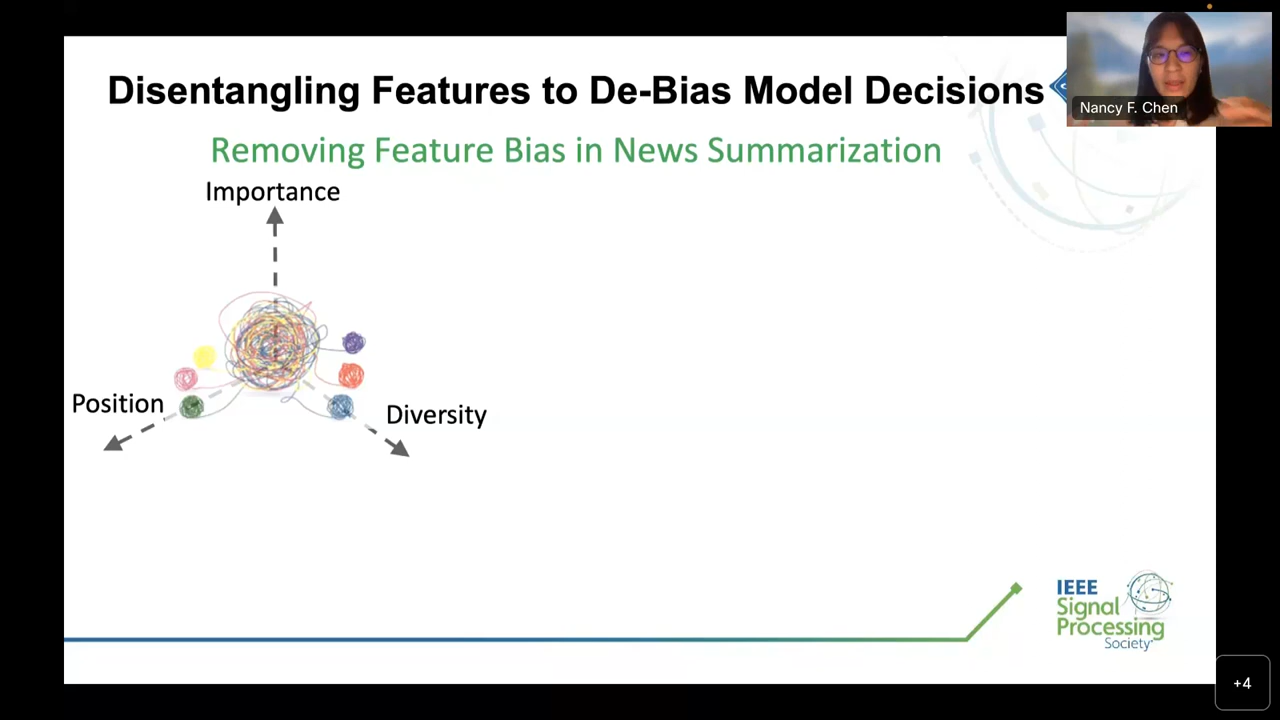 Disentangling Features to De-Bias Model Decisions
Nancy F. Chen
Removing Feature Bias in News Summarization
Importance
Position
Diversity
IEEE
Signal
Processing
Society
+4